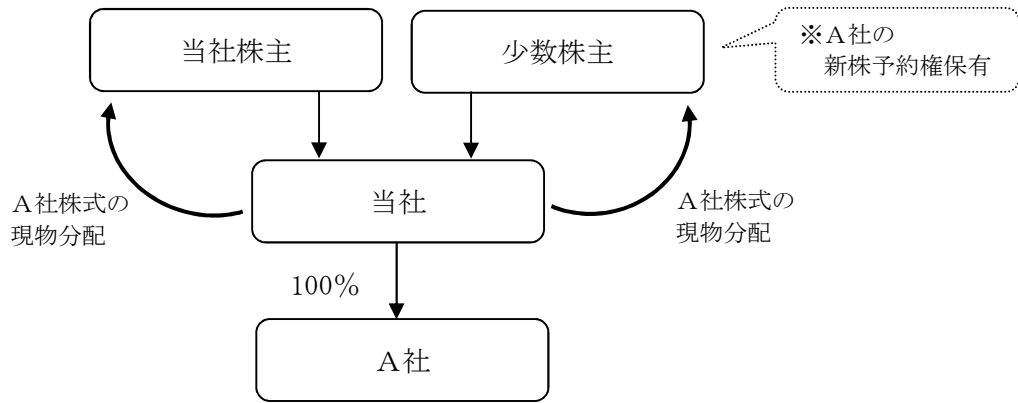 当社株主
少数株主
※Ａ社の
新株予約権保有
当社
Ａ社株式の
現物分配
Ａ社株式の
現物分配
100％
Ａ社